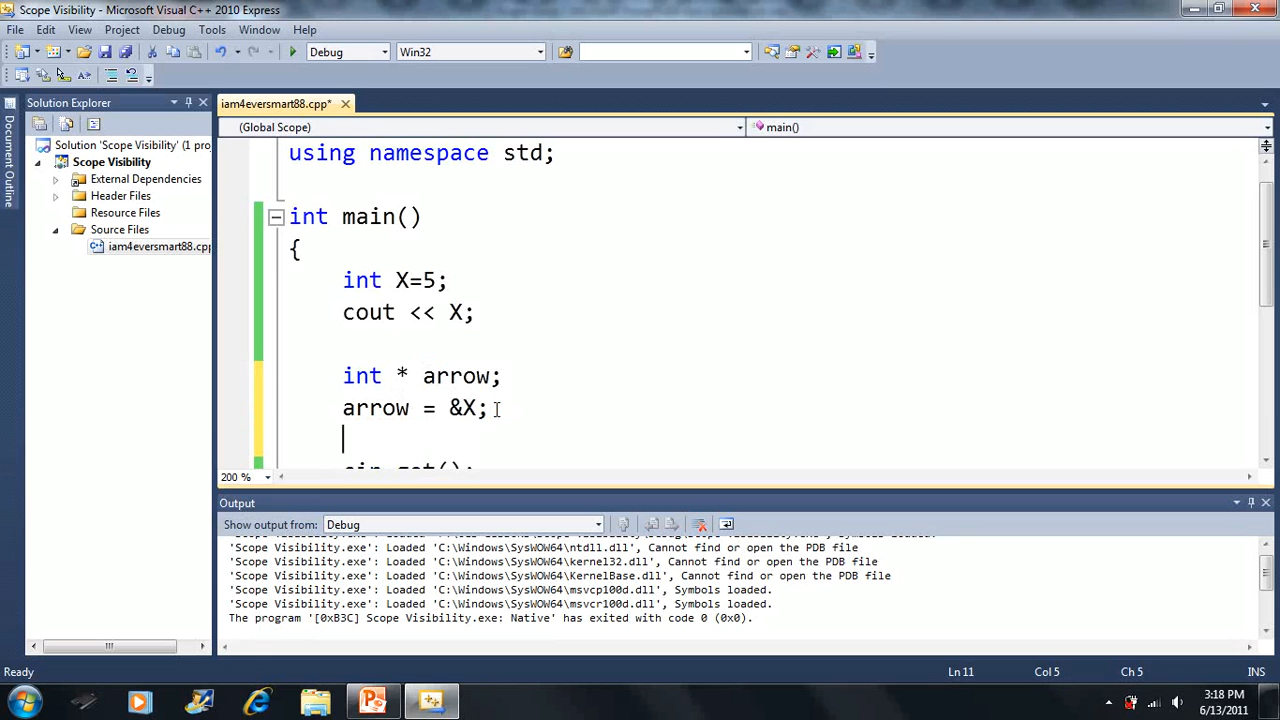 Scope Visibility - Microsoft Visual C++ 2010 Express
File Edit View Project Debug Tools Window Help
Debug Win32
Solution Explorer
iam4eversmart88.cpp*
(Global Scope) main()
Document Outline
Solution 'Scope Visibility' (1 pro
Scope Visibility
External Dependencies
Header Files
Resource Files
Source Files
iam4eversmart88.cpp
using namespace std;
int main()
{
int X=5;
cout << X;
int * arrow;
arrow = &X;
cin.get();
200 %
Output
Show output from: Debug
'Scope Visibility.exe': Loaded 'C:\Windows\SysWOW64\ntdll.dll', Cannot find or open the PDB file
'Scope Visibility.exe': Loaded 'C:\Windows\SysWOW64\kernel32.dll', Cannot find or open the PDB file
'Scope Visibility.exe': Loaded 'C:\Windows\SysWOW64\KernelBase.dll', Cannot find or open the PDB file
'Scope Visibility.exe': Loaded 'C:\Windows\SysWOW64\msvcp100d.dll', Symbols loaded.
'Scope Visibility.exe': Loaded 'C:\Windows\SysWOW64\msvcr100d.dll', Symbols loaded.
The program '[0xB3C] Scope Visibility.exe: Native' has exited with code 0 (0x0).
Ready Ln 11 Col 5 Ch 5 INS
3:18 PM
6/13/2011